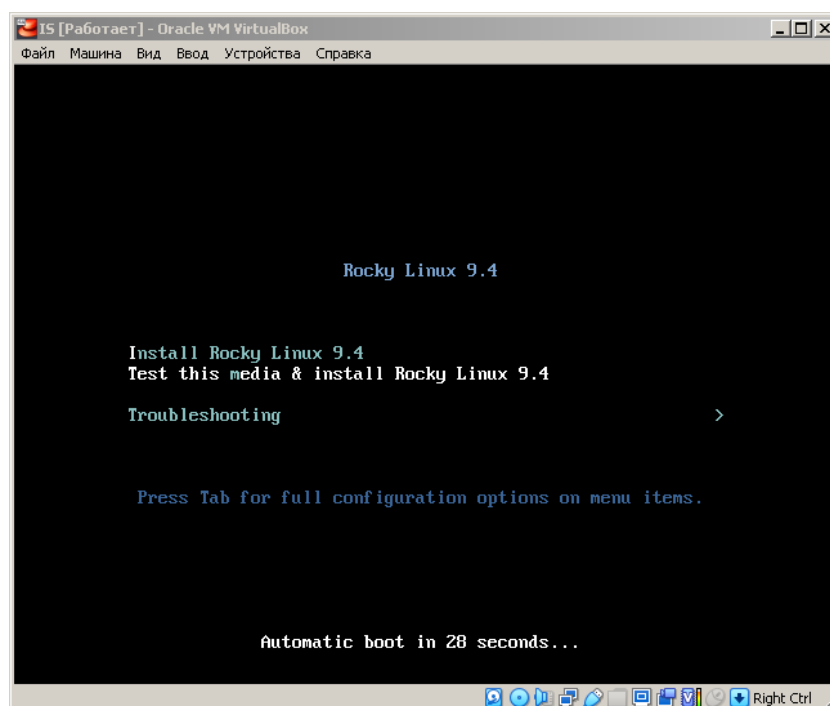 IS [Работает] - Oracle VM VirtualBox
Файл Машина Вид Ввод Устройства Справка
Rocky Linux 9.4
Install Rocky Linux 9.4
Test this media & install Rocky Linux 9.4
Troubleshooting >
Press Tab for full configuration options on menu items.
Automatic boot in 28 seconds...
Right Ctrl